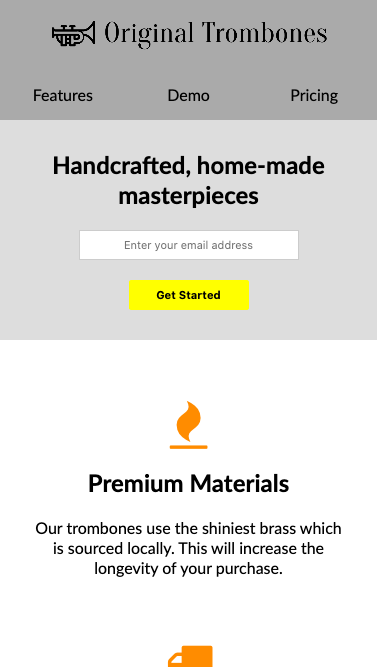 Original Trombones
Features
Demo
Pricing
Handcrafted, home-made
masterpieces
Enter your email address
Get Started
Premium Materials
Our trombones use the shiniest brass which
is sourced locally. This will increase the
longevity of your purchase.